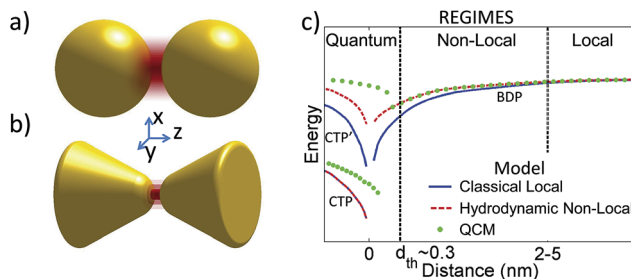 a)
b)
x
y
z
c)
REGIMES
Quantum
Non-Local
Local
Energy
BDP
CTP'
CTP
Model
Classical Local
Hydrodynamic Non-Local
QCM
0
d_th ~0.3
2-5
Distance (nm)